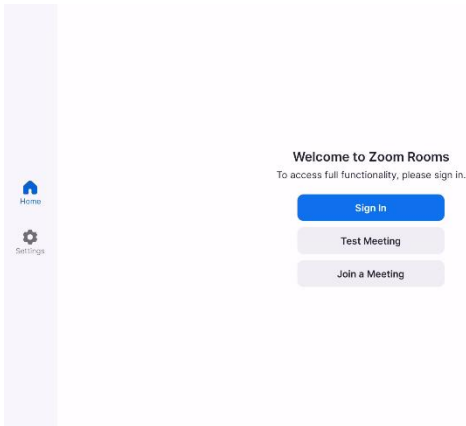 Home
Settings
Welcome to Zoom Rooms
To access full functionality, please sign in.
Sign In
Test Meeting
Join a Meeting